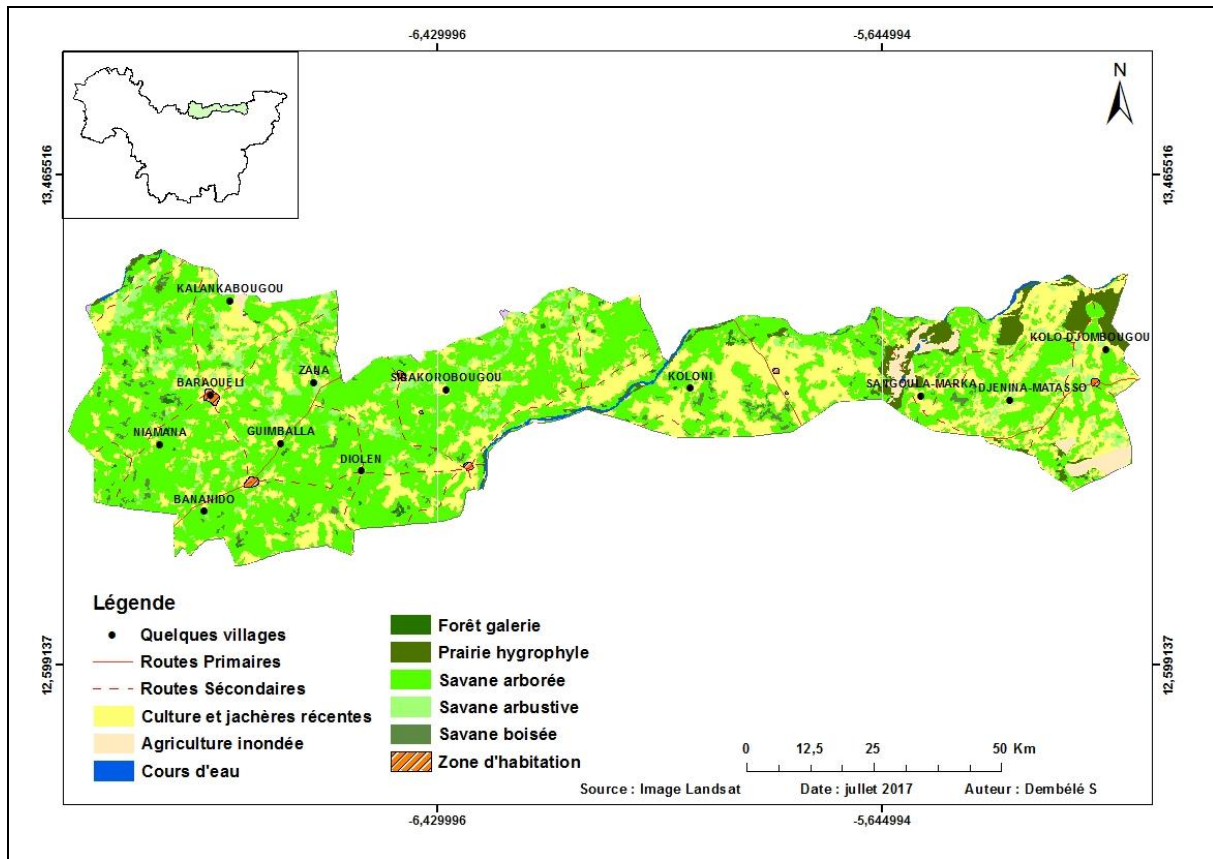 -6,429996
-5,644994
N
13,465516
13,465516
KALANKABOUGOU
KOLO-DJOMBOUGOU
ZANA
BARAOUELI
SIRAKOROBOUGOU
KOLONI
SANGOULA-MARKA
DJENINA-MATASSO
NIAMANA
GUIMBALLA
DIOLEN
BANANIDO
Légende
Quelques villages
Routes Primaires
Routes Sécondaires
Culture et jachères récentes
Agriculture inondée
Cours d'eau
Forêt galerie
Prairie hygrophyle
Savane arborée
Savane arbustive
Savane boisée
Zone d'habitation
12,599137
12,599137
0 12,5 25 50 Km
Source : Image Landsat Date : jullet 2017 Auteur : Dembélé S
-6,429996
-5,644994